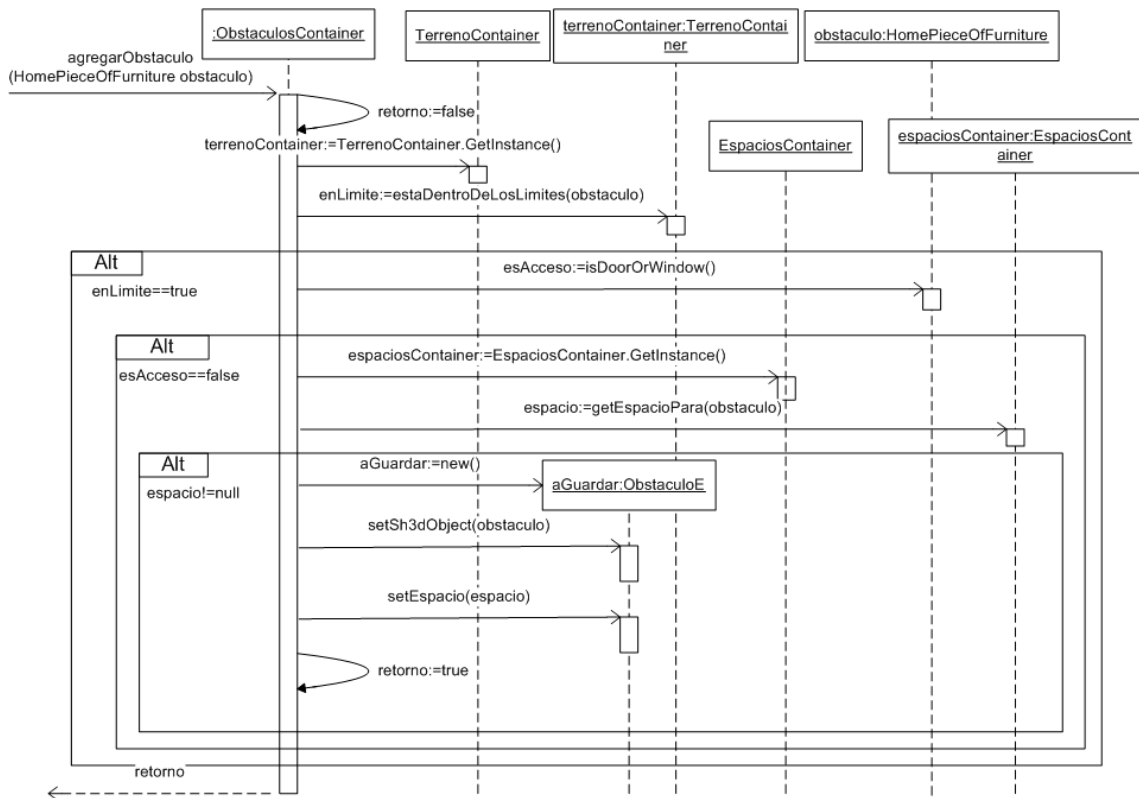 :ObstaculosContainer
TerrenoContainer
terrenoContainer:TerrenoContai
ner
obstaculo:HomePieceOfFurniture
agregarObstaculo
(HomePieceOfFurniture obstaculo)
retorno:=false
EspaciosContainer
espaciosContainer:EspaciosCont
ainer
terrenoContainer:=TerrenoContainer.GetInstance()
enLimite:=estaDentroDeLosLimites(obstaculo)
Alt
enLimite==true
esAcceso:=isDoorOrWindow()
Alt
esAcceso==false
espaciosContainer:=EspaciosContainer.GetInstance()
espacio:=getEspacioPara(obstaculo)
Alt
espacio!=null
aGuardar:=new()
aGuardar:ObstaculoE
setSh3dObject(obstaculo)
setEspacio(espacio)
retorno:=true
retorno